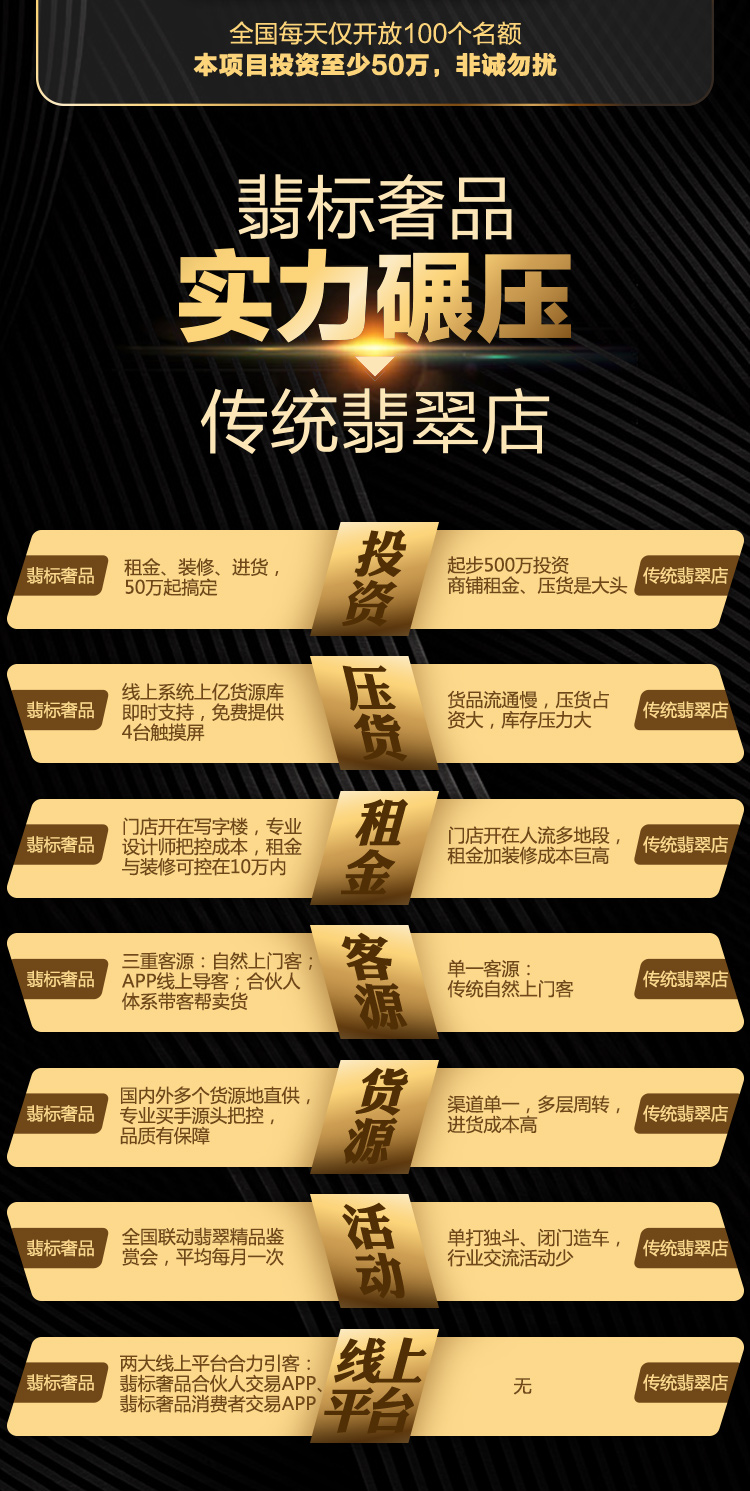 全国每天仅开放100个名额
本项目投资至少50万，非诚勿扰
翡标奢品
实力碾压
传统翡翠店
翡标奢品
租金、装修、进货，
50万起搞定
投
资
起步500万投资
商铺租金、压货是大头
传统翡翠店
翡标奢品
线上系统上亿货源库
即时支持，免费提供
4台触摸屏
压
货
货品流通慢，压货占
资大，库存压力大
传统翡翠店
翡标奢品
门店开在写字楼，专业
设计师把控成本，租金
与装修可控在10万内
租
金
门店开在人流多地段，
租金加装修成本巨高
传统翡翠店
翡标奢品
三重客源：自然上门客；
APP线上导客；合伙人
体系带客帮卖货
客
源
单一客源：
传统自然上门客
传统翡翠店
翡标奢品
国内外多个货源地直供，
专业买手源头把控，
品质有保障
货
源
渠道单一，多层周转，
进货成本高
传统翡翠店
翡标奢品
全国联动翡翠精品鉴
赏会，平均每月一次
活
动
单打独斗、闭门造车，
行业交流活动少
传统翡翠店
翡标奢品
两大线上平台合力引客：
翡标奢品合伙人交易APP、
翡标奢品消费者交易APP
线上
平台
无
传统翡翠店